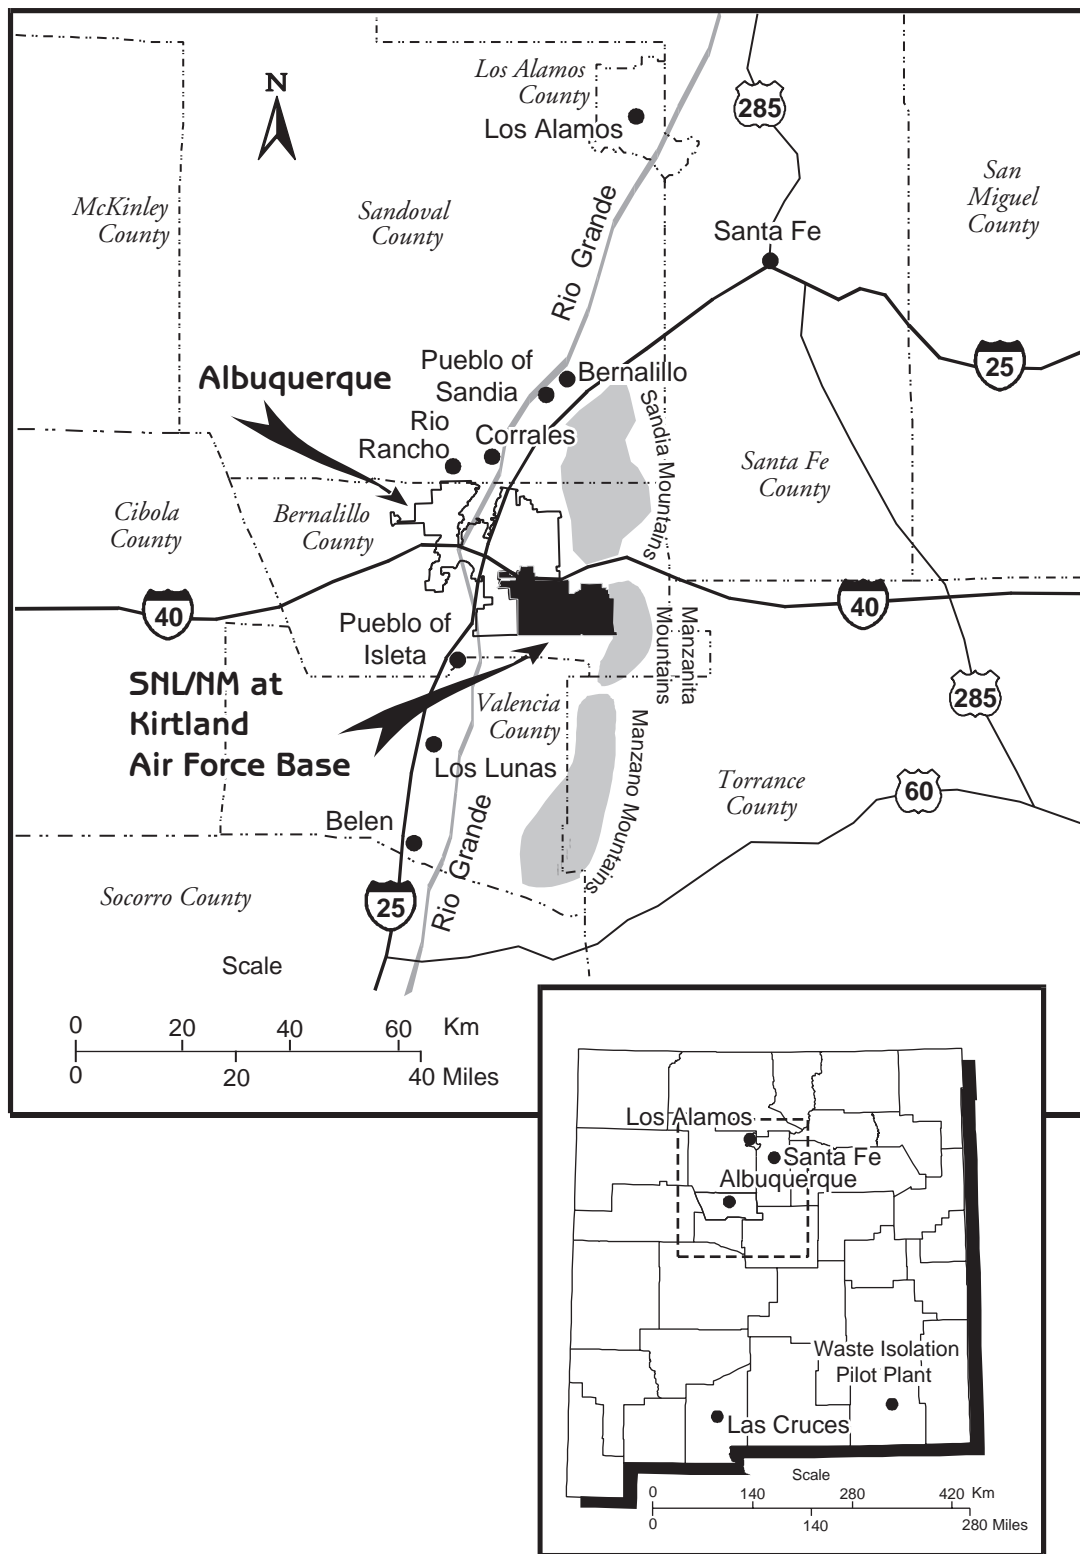 N
Los Alamos
County
Los Alamos
285
McKinley
County
Sandoval
County
San
Miguel
County
Santa Fe
Rio Grande
25
Pueblo of
Sandia
Bernalillo
Albuquerque
Rio
Rancho
Corrales
Sandia Mountains
Santa Fe
County
Cibola
County
Bernalillo
County
40
40
Pueblo of
Isleta
Manzanita
Mountains
SNL/NM at
Kirtland
Air Force Base
Valencia
County
285
Los Lunas
Manzano Mountains
Torrance
County
60
Belen
Rio Grande
Socorro County
25
Scale
0
20
40
60
Km
0
20
40 Miles
Los Alamos
Santa Fe
Albuquerque
Waste Isolation
Pilot Plant
Las Cruces
Scale
0
140
280
420 Km
0
140
280 Miles